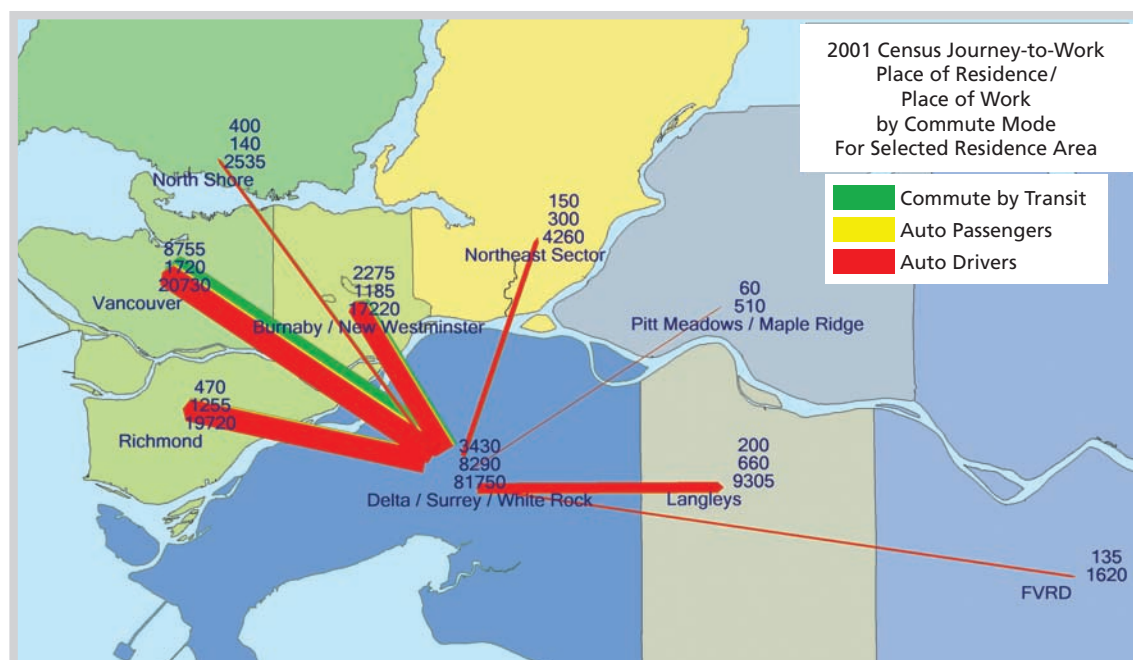 2001 Census Journey-to-Work
Place of Residence/
Place of Work
by Commute Mode
For Selected Residence Area
Commute by Transit
Auto Passengers
Auto Drivers
400
140
2535
North Shore
150
300
4260
Northeast Sector
8755
1720
20730
Vancouver
2275
1185
17220
Burnaby / New Westminster
60
510
Pitt Meadows / Maple Ridge
470
1255
19720
Richmond
3430
8290
81750
Delta / Surrey / White Rock
200
660
9305
Langleys
135
1620
FVRD